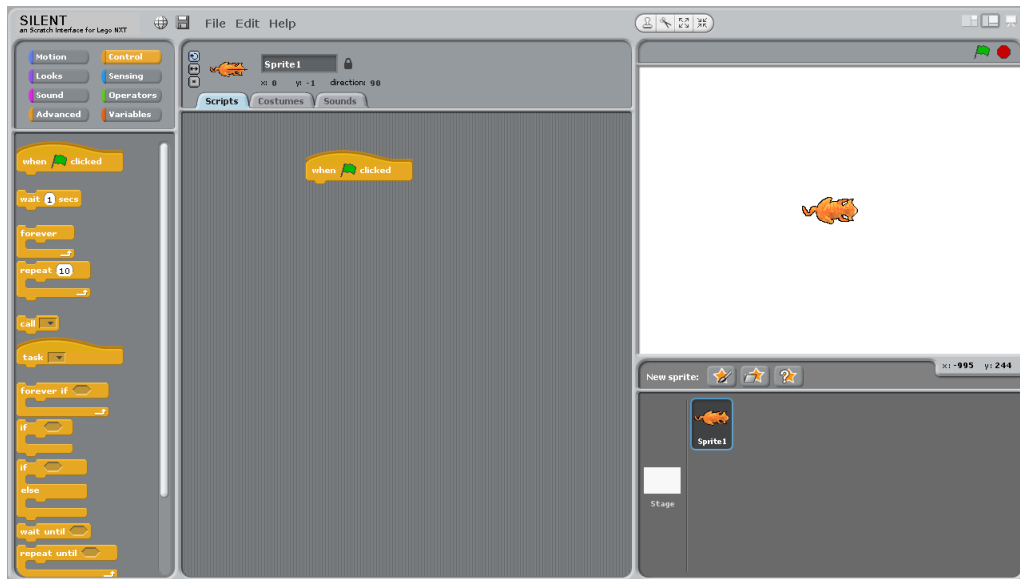 SILENT
an Scratch Interface for Lego NXT
File Edit Help
Motion Control
Looks Sensing
Sound Operators
Advanced Variables
when clicked
wait 1 secs
forever
repeat 10
call
task
forever if
if
if
else
wait until
repeat until
Sprite1
x: 0 y: -1 direction: 90
Scripts Costumes Sounds
when clicked
x: -995 y: 244
New sprite:
Sprite1
Stage